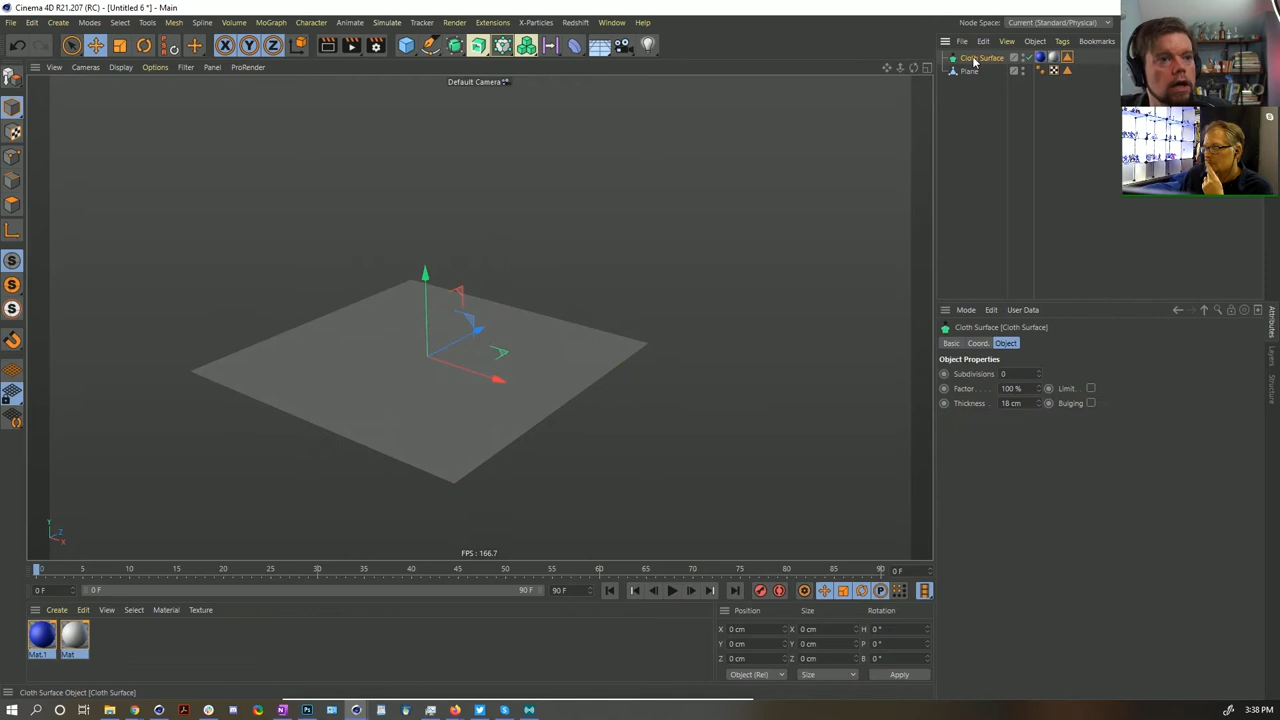 Cinema 4D R21.207 (RC) - [Untitled 6 *] - Main
File Edit Create Modes Select Tools Mesh Spline Volume MoGraph Character Animate Simulate Tracker Render Extensions X-Particles Redshift Window Help
Node Space: Current (Standard/Physical)
X Y Z
File Edit View Object Tags Bookmarks
View Cameras Display Options Filter Panel ProRender
Default Camera
Cloth Surface
Plane
Mode Edit User Data
Cloth Surface [Cloth Surface]
Basic Coord. Object
Object Properties
Subdivisions 0
Factor . . . . 100 % Limit .
Thickness . . 18 cm Bulging
Attributes
Layers
Structure
Y
Z
X
FPS : 166.7
0 5 10 15 20 25 30 35 40 45 50 55 60 65 70 75 80 85 90 0 F
0 F 0 F 90 F 90 F
P
Create Edit View Select Material Texture
Mat.1 Mat
Position Size Rotation
X 0 cm X 0 cm H 0 °
Y 0 cm Y 0 cm P 0 °
Z 0 cm Z 0 cm B 0 °
Object (Rel) Size Apply
Cloth Surface Object [Cloth Surface]
3:38 PM